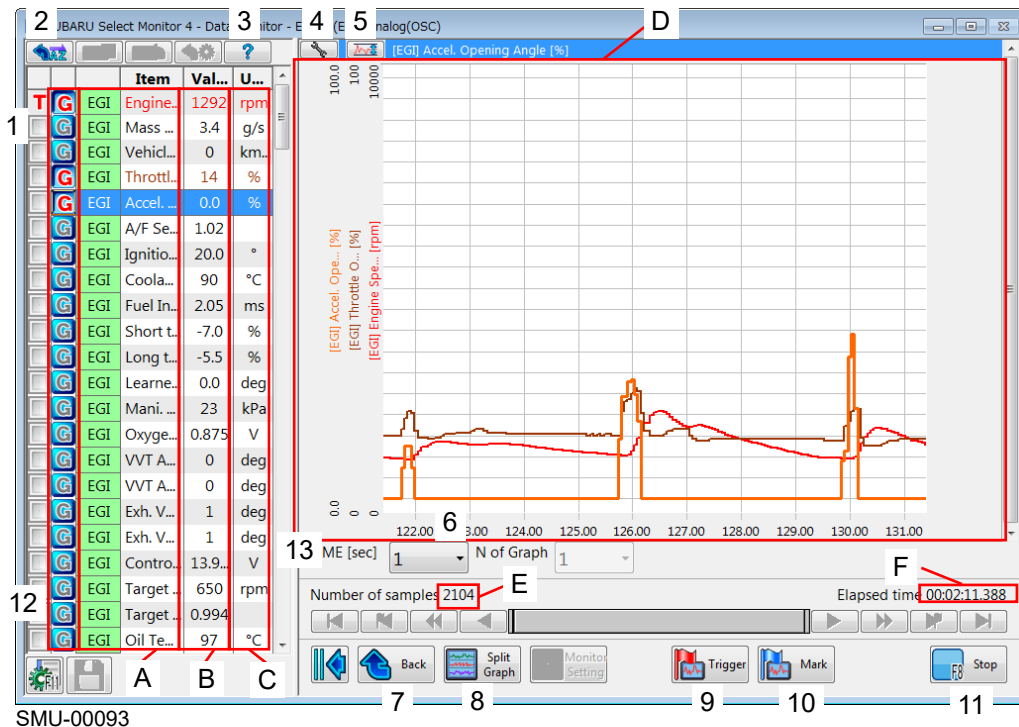 2 3 4 5 D
UBARU Select Monitor 4 - Data Monitor - E (E nalog(OSC)
AZ ? [EGI] Accel. Opening Angle [%]
Item Val... U...
T G EGI Engine.. 1292 rpm
1 G EGI Mass ... 3.4 g/s
G EGI Vehicl... 0 km..
G EGI Throttl... 14 %
G EGI Accel. ... 0.0 %
G EGI A/F Se... 1.02
G EGI Ignitio... 20.0 °
G EGI Coola... 90 °C
G EGI Fuel In... 2.05 ms
G EGI Short t... -7.0 %
G EGI Long t... -5.5 %
G EGI Learne.. 0.0 deg
G EGI Mani. ... 23 kPa
G EGI Oxyge... 0.875 V
G EGI VVT A... 0 deg
G EGI VVT A... 0 deg
G EGI Exh. V... 1 deg
G EGI Exh. V... 1 deg
G EGI Contro... 13.9... V
G EGI Target .. 650 rpm
12 G EGI Target .. 0.994
G EGI Oil Te... 97 °C
F11
A B C
100.0 100 10000
[EGI] Accel. Ope... [%]
[EGI] Throttle O... [%]
[EGI] Engine Spe... [rpm]
0.0 0 0
122.00 3.00 124.00 125.00 126.00 127.00 128.00 129.00 130.00 131.00
6
13 ME [sec] 1 N of Graph 1
E F
Number of samples 2104 Elapsed time 00:02:11.388
Back Split Graph Monitor Setting Trigger Mark F8 Stop
7 8 9 10 11
SMU-00093